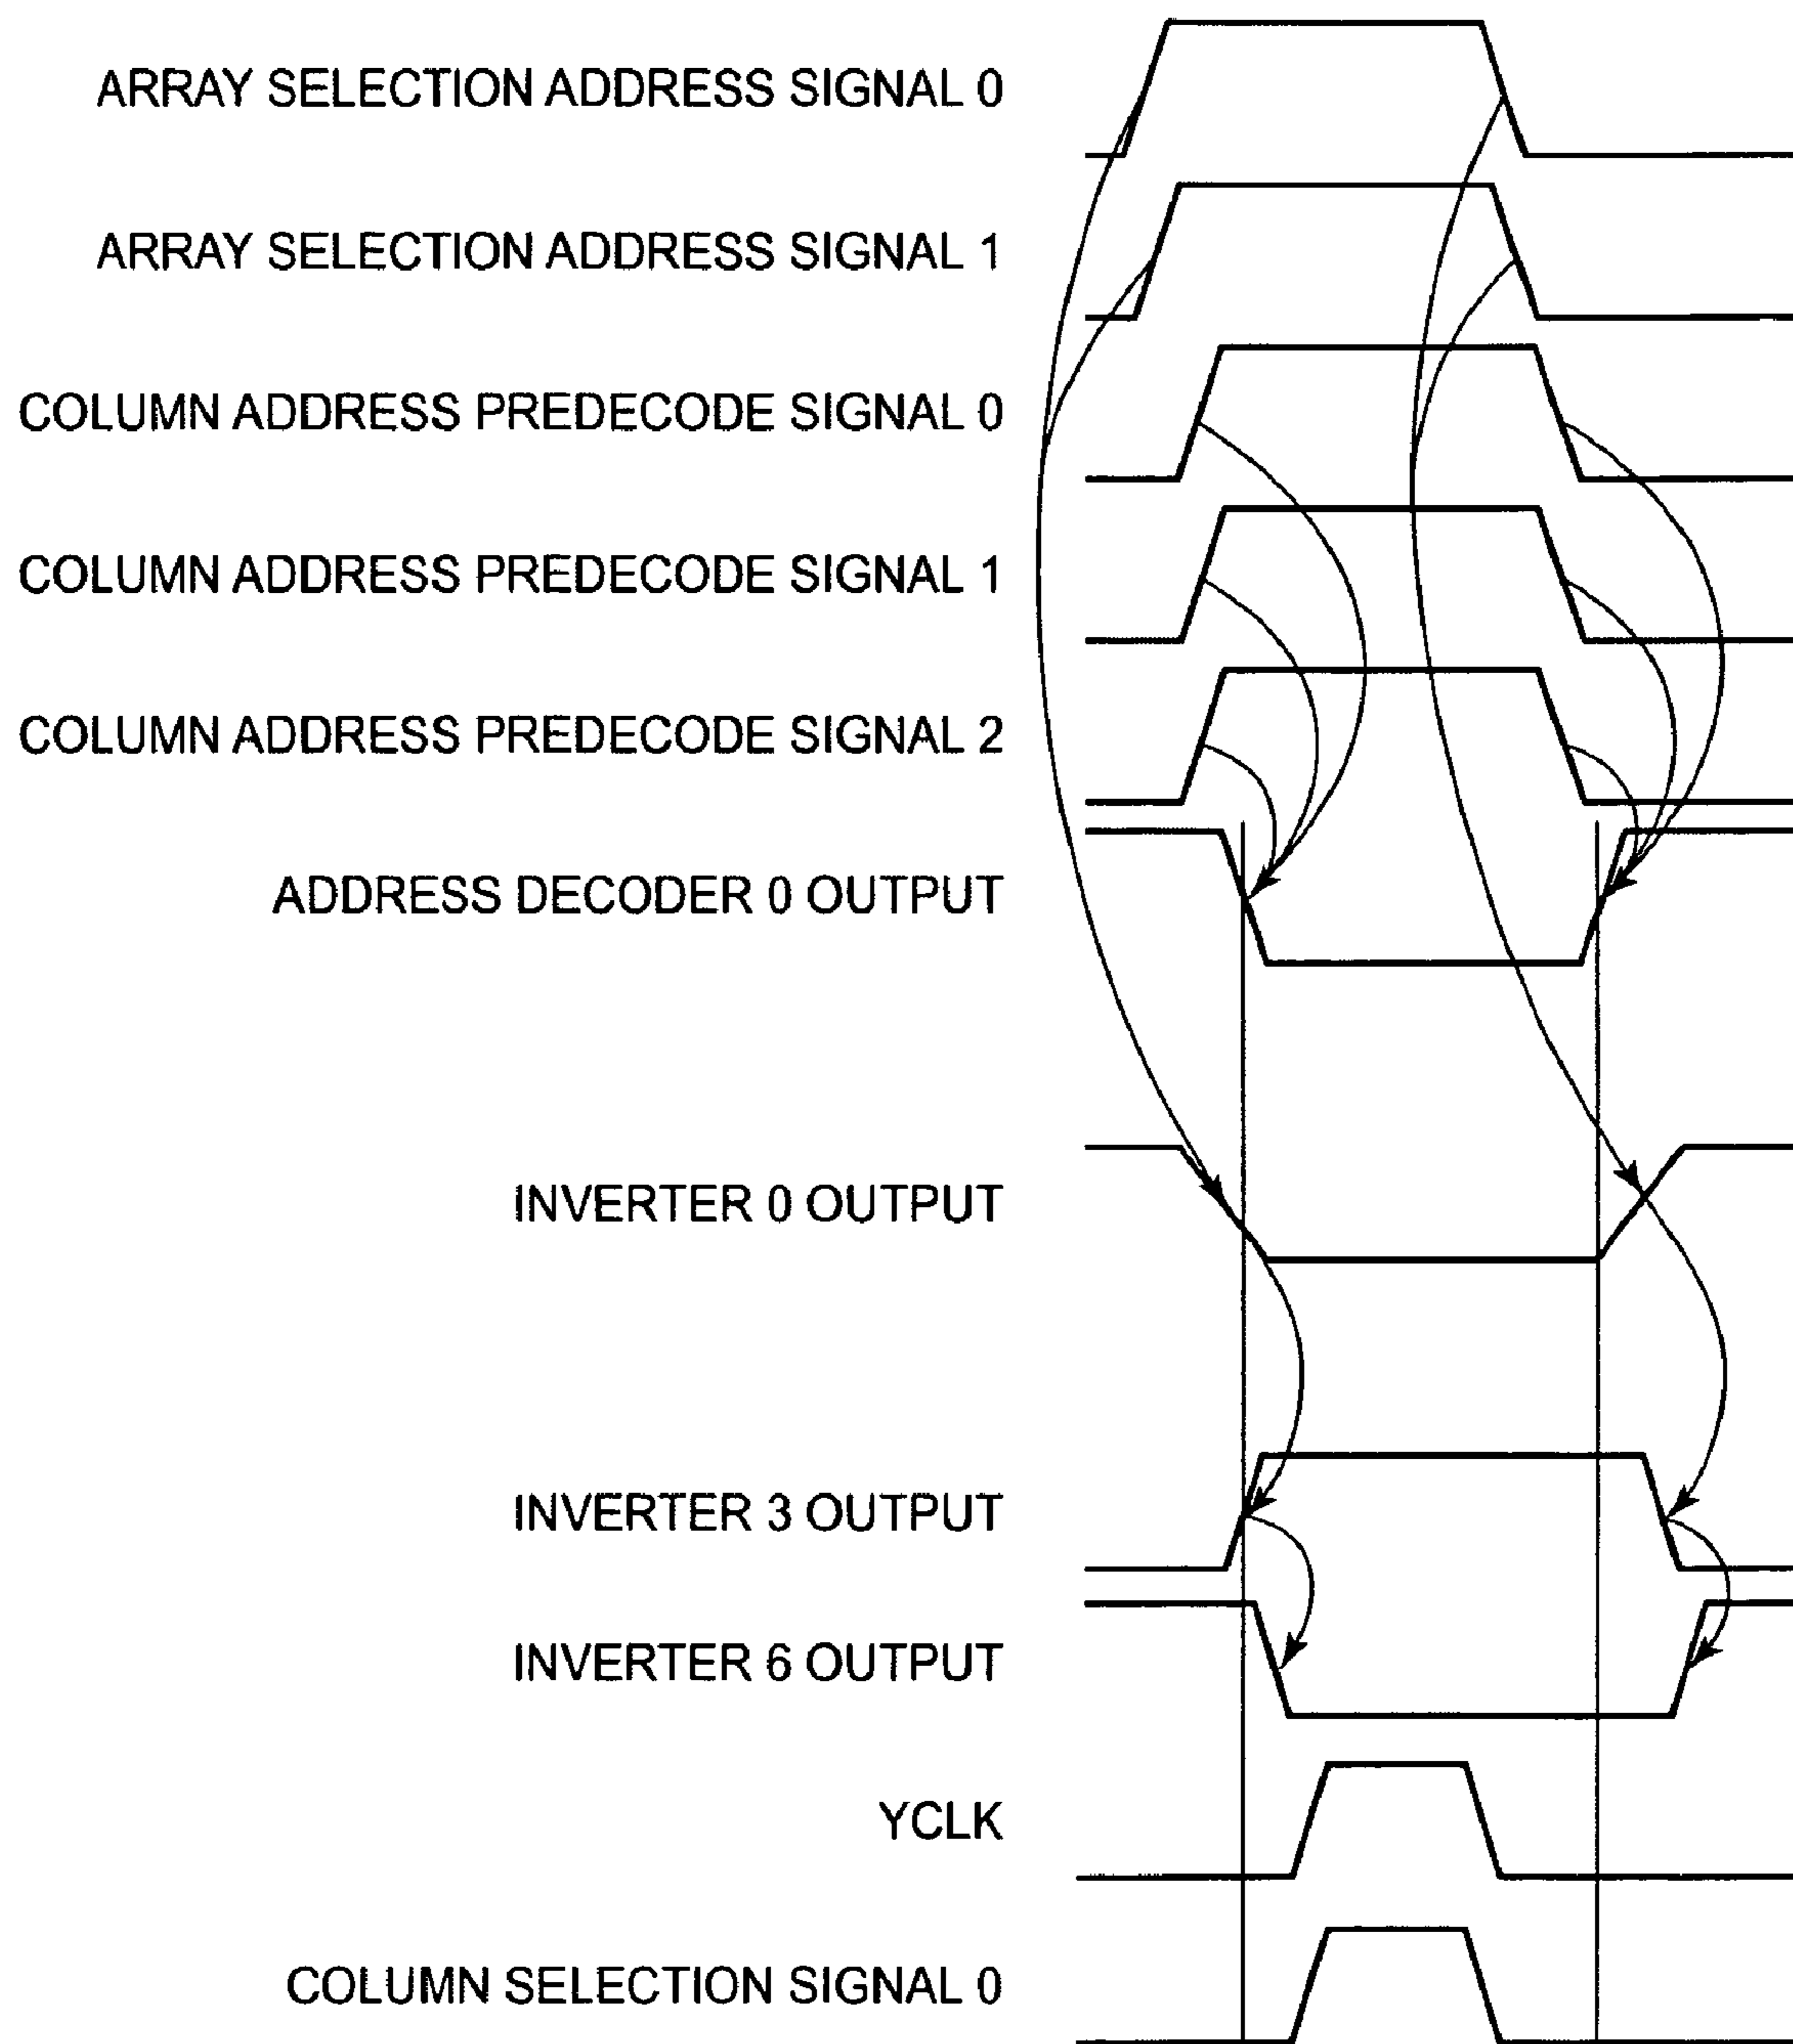 ARRAY SELECTION ADDRESS SIGNAL 0
ARRAY SELECTION ADDRESS SIGNAL 1
COLUMN ADDRESS PREDECODE SIGNAL 0
COLUMN ADDRESS PREDECODE SIGNAL 1
COLUMN ADDRESS PREDECODE SIGNAL 2
ADDRESS DECODER 0 OUTPUT
INVERTER 0 OUTPUT
INVERTER 3 OUTPUT
INVERTER 6 OUTPUT
YCLK
COLUMN SELECTION SIGNAL 0